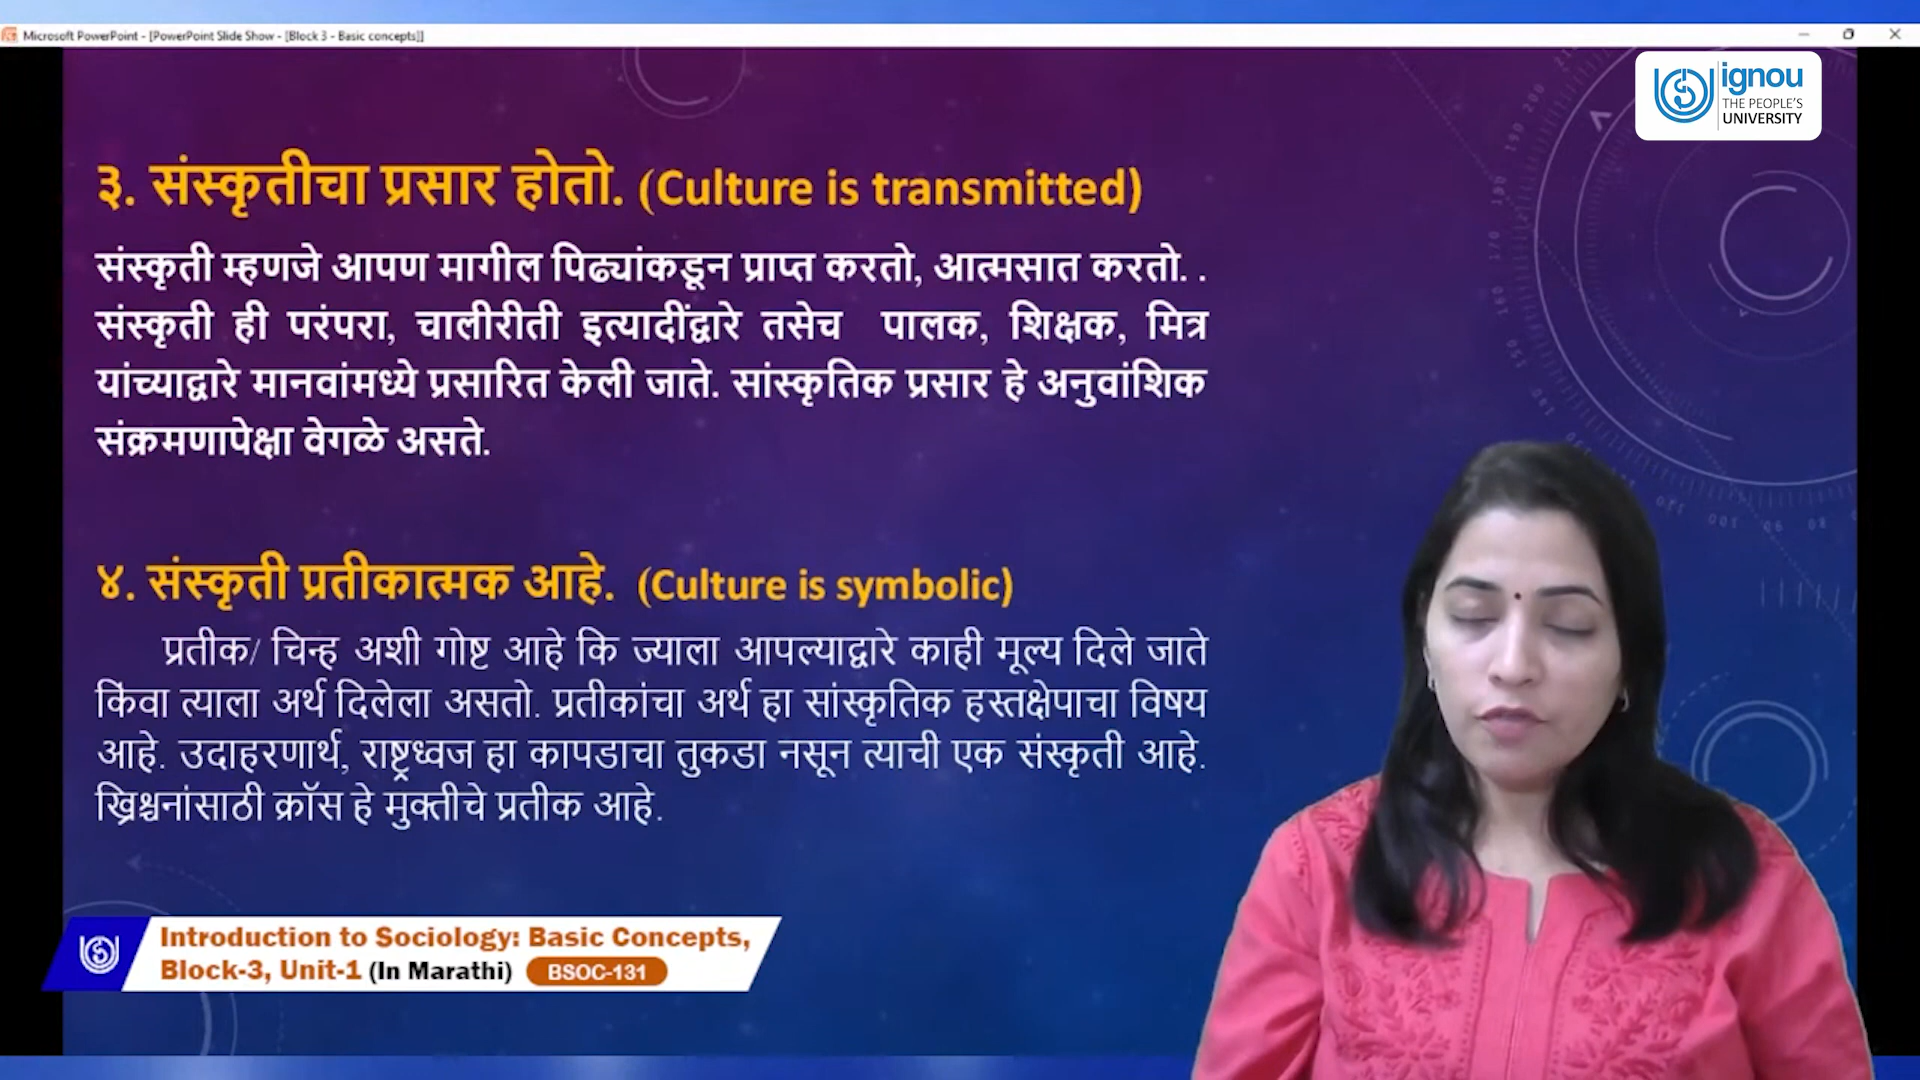 Microsoft PowerPoint - [PowerPoint Slide Show - [Block 3 - Basic concepts]]
ignou
THE PEOPLE'S
UNIVERSITY
३. संस्कृतीचा प्रसार होतो. (Culture is transmitted)
संस्कृती म्हणजे आपण मागील पिढ्यांकडून प्राप्त करतो, आत्मसात करतो. .
संस्कृती ही परंपरा, चालीरीती इत्यादींद्वारे तसेच पालक, शिक्षक, मित्र
यांच्याद्वारे मानवांमध्ये प्रसारित केली जाते. सांस्कृतिक प्रसार हे अनुवांशिक
संक्रमणापेक्षा वेगळे असते.
४. संस्कृती प्रतीकात्मक आहे. (Culture is symbolic)
प्रतीक/ चिन्ह अशी गोष्ट आहे कि ज्याला आपल्याद्वारे काही मूल्य दिले जाते
किंवा त्याला अर्थ दिलेला असतो. प्रतीकांचा अर्थ हा सांस्कृतिक हस्तक्षेपाचा विषय
आहे. उदाहरणार्थ, राष्ट्रध्वज हा कापडाचा तुकडा नसून त्याची एक संस्कृती आहे.
ख्रिश्चनांसाठी क्रॉस हे मुक्तीचे प्रतीक आहे.
Introduction to Sociology: Basic Concepts,
Block-3, Unit-1 (In Marathi) BSOC-131